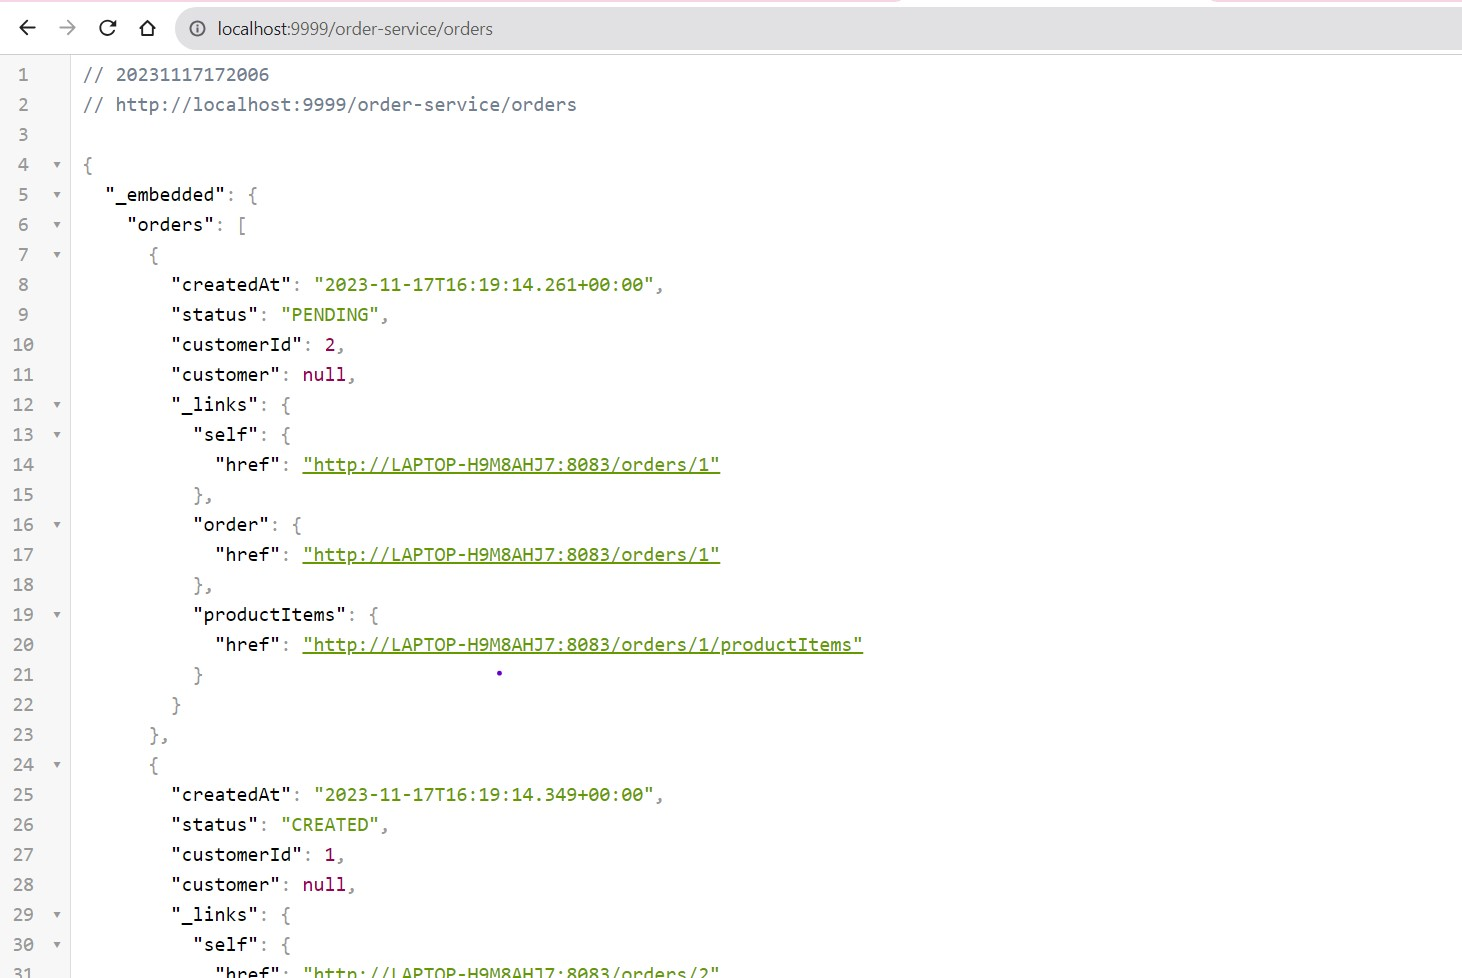 localhost:9999/order-service/orders
1 // 20231117172006
2 // http://localhost:9999/order-service/orders
3
4 {
5 "_embedded": {
6 "orders": [
7 {
8 "createdAt": "2023-11-17T16:19:14.261+00:00",
9 "status": "PENDING",
10 "customerId": 2,
11 "customer": null,
12 "_links": {
13 "self": {
14 "href": "http://LAPTOP-H9M8AHJ7:8083/orders/1"
15 },
16 "order": {
17 "href": "http://LAPTOP-H9M8AHJ7:8083/orders/1"
18 },
19 "productItems": {
20 "href": "http://LAPTOP-H9M8AHJ7:8083/orders/1/productItems"
21 }
22 }
23 },
24 {
25 "createdAt": "2023-11-17T16:19:14.349+00:00",
26 "status": "CREATED",
27 "customerId": 1,
28 "customer": null,
29 "_links": {
30 "self": {
31 "href": "http://LAPTOP-H9M8AHJ7:8083/orders/2"